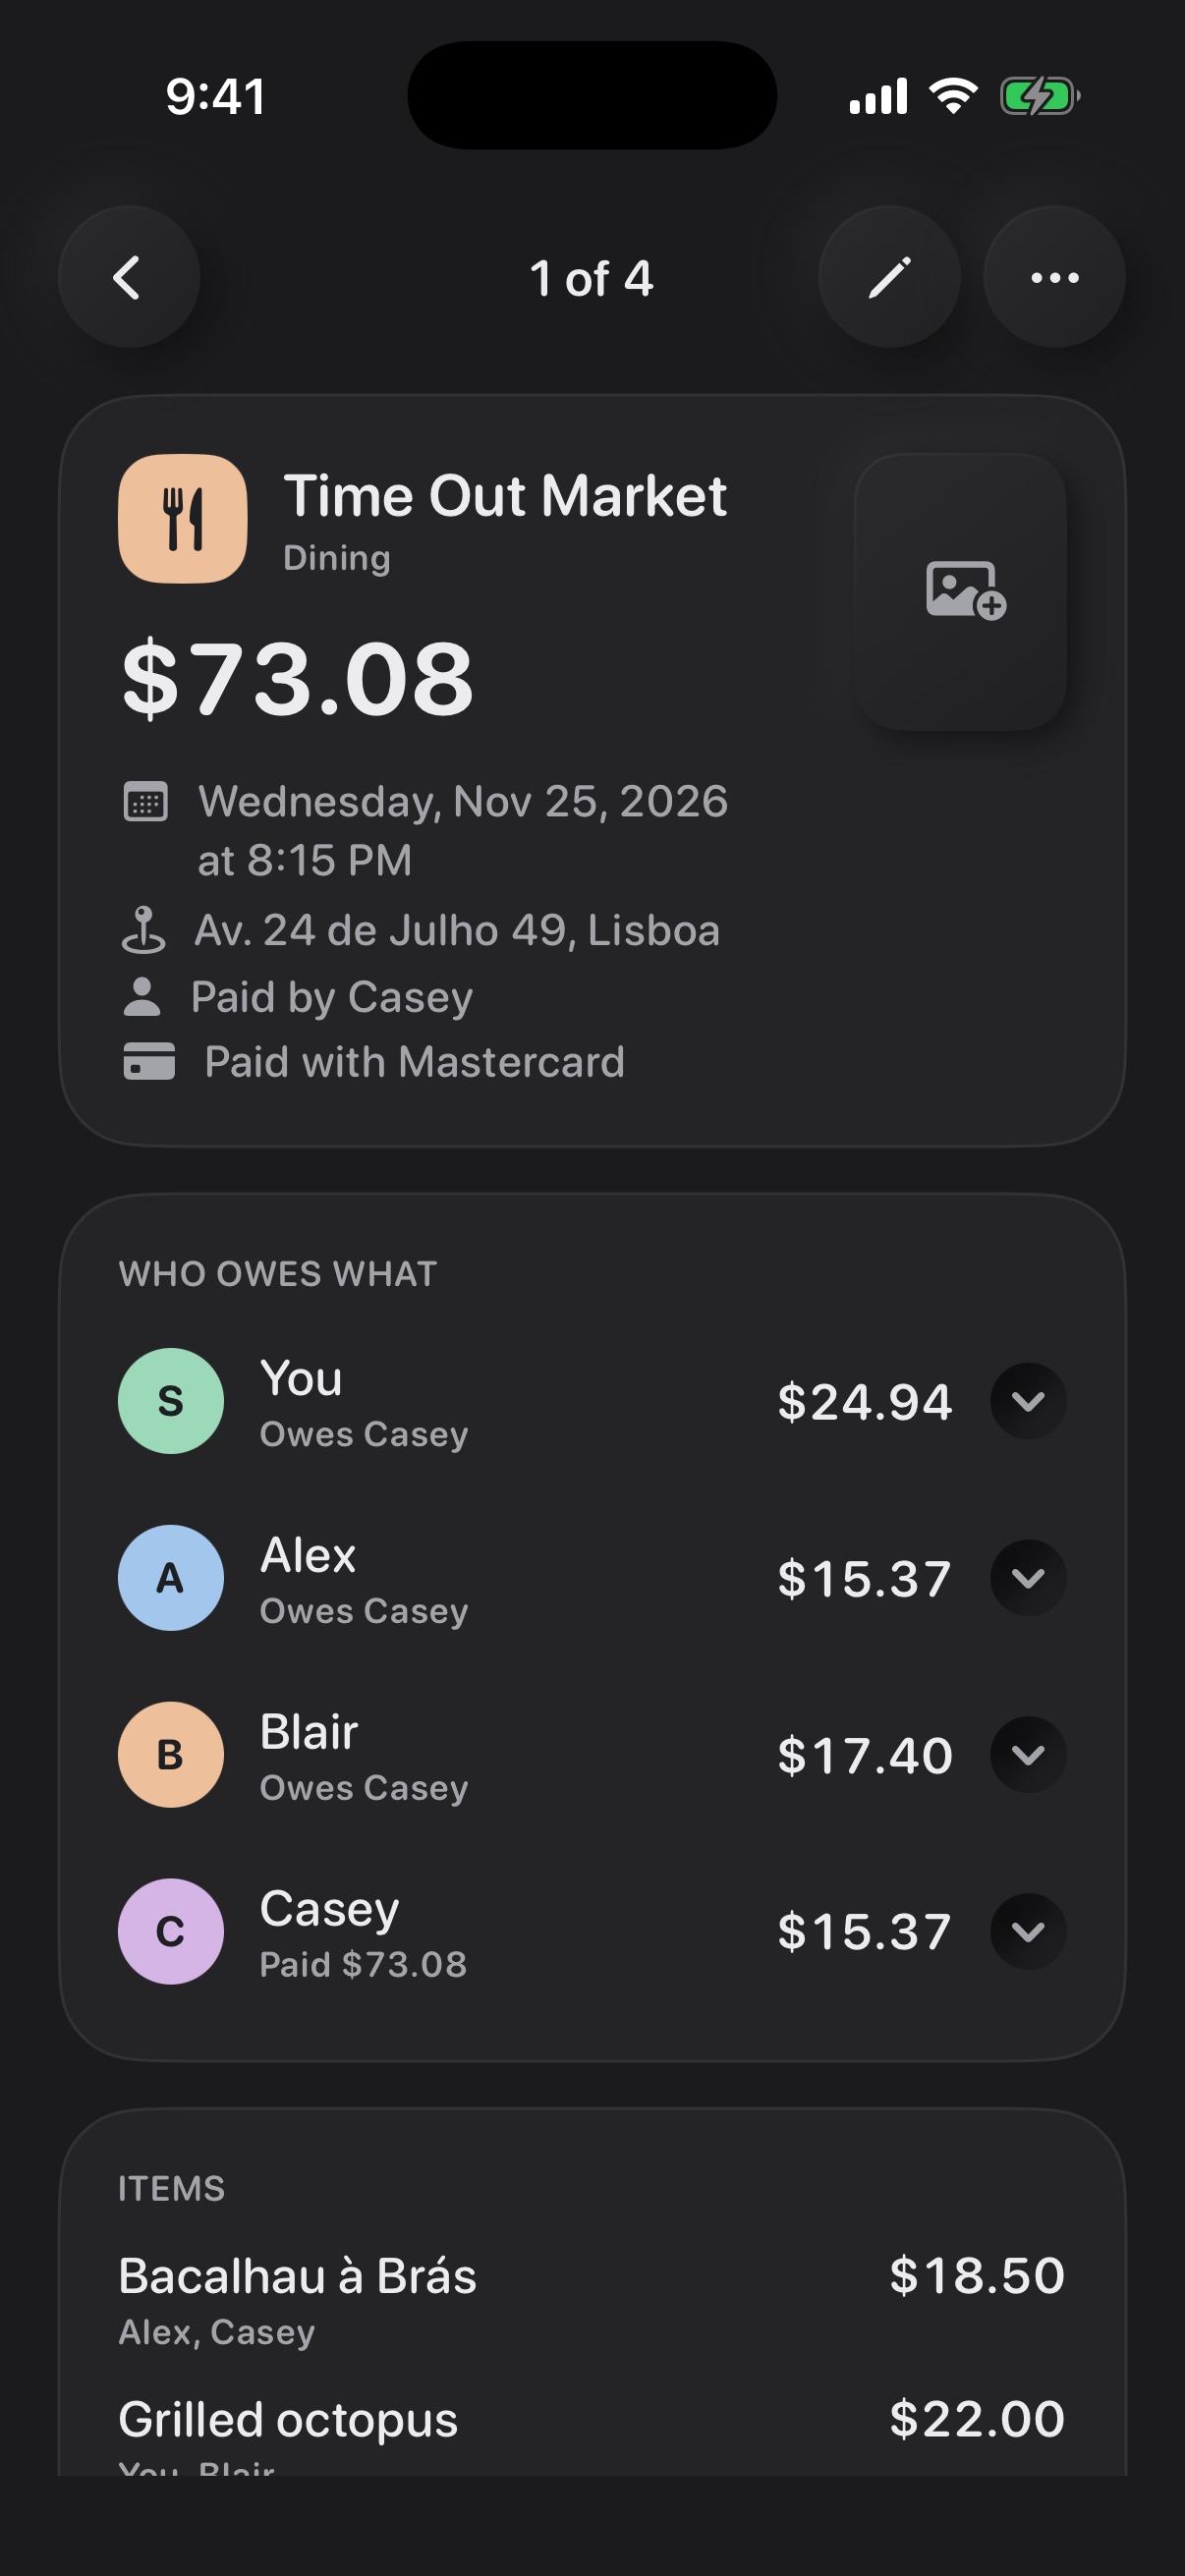 9:41
1 of 4
Time Out Market
Dining
$73.08
Wednesday, Nov 25, 2026
at 8:15 PM
Av. 24 de Julho 49, Lisboa
Paid by Casey
Paid with Mastercard
WHO OWES WHAT
S
You
Owes Casey
$24.94
A
Alex
Owes Casey
$15.37
B
Blair
Owes Casey
$17.40
C
Casey
Paid $73.08
$15.37
ITEMS
Bacalhau à Brás
$18.50
Alex, Casey
Grilled octopus
$22.00
You, Blair